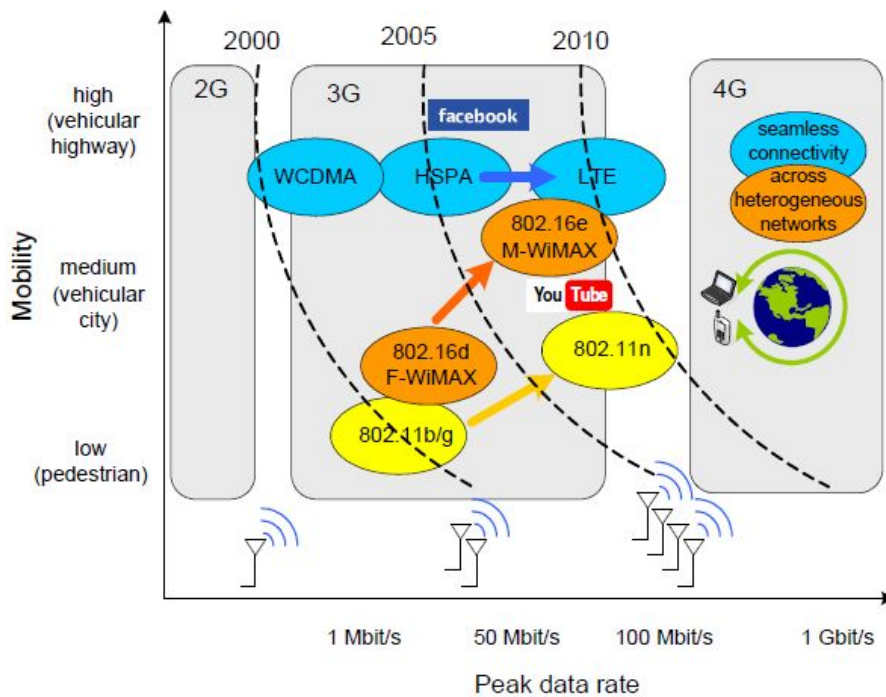 2000
2005
2010
high
(vehicular
highway)
2G
3G
4G
facebook
seamless
connectivity
across
heterogeneous
networks
WCDMA
HSPA
LTE
802.16e
M-WiMAX
Mobility
medium
(vehicular
city)
You Tube
802.16d
F-WiMAX
802.11n
802.11b/g
low
(pedestrian)
1 Mbit/s
50 Mbit/s
100 Mbit/s
1 Gbit/s
Peak data rate